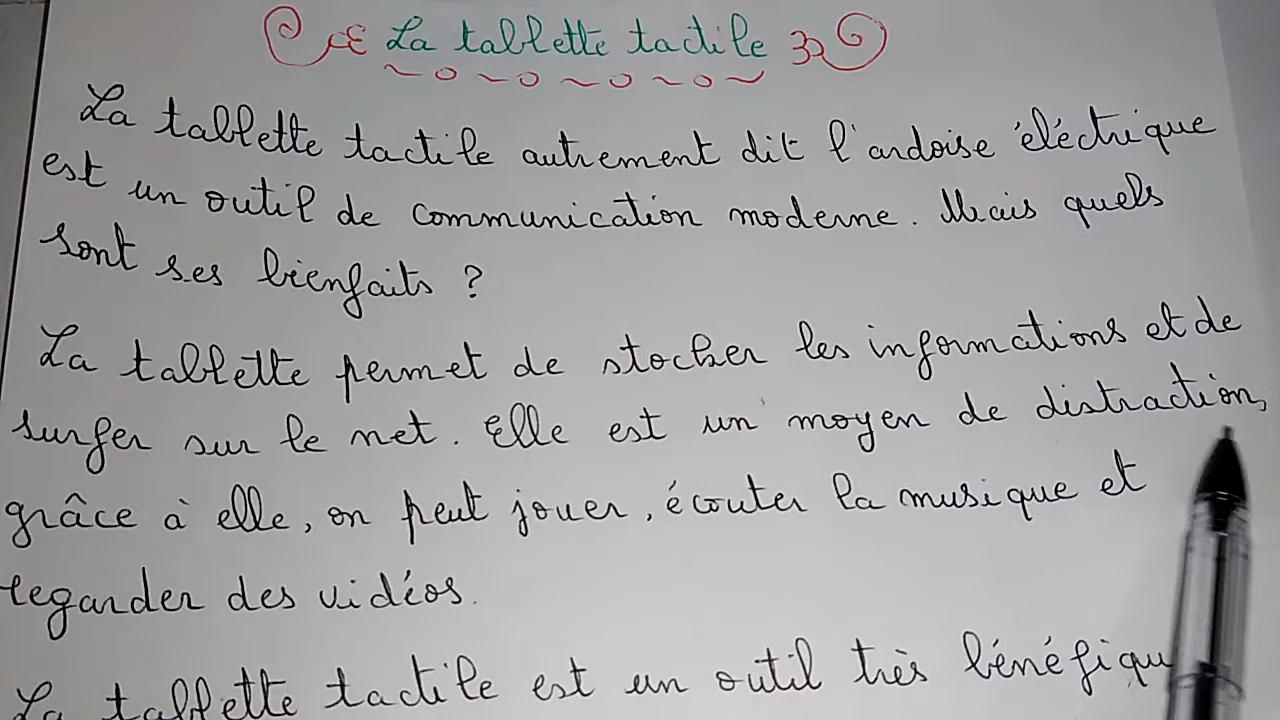 La tablette tactile
La tablette tactile autrement dit l'ardoise éléctrique
est un outil de communication moderne. Mais quels
sont ses bienfaits ?
La tablette permet de stocker les informations et de
surfer sur le net. Elle est un moyen de distraction,
grâce à elle, on peut jouer, écouter la musique et
regarder des vidéos.
La tablette tactile est un outil très bénéfiqu